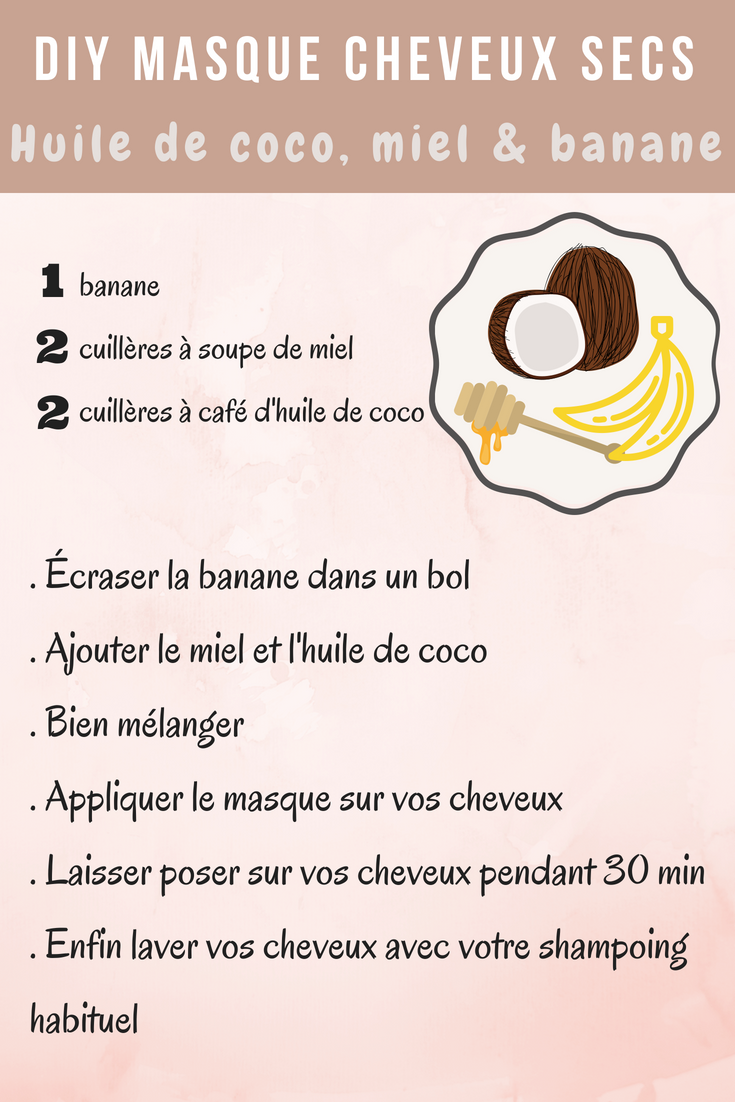 DIY MASQUE CHEVEUX SECS
Huile de coco, miel & banane
1 banane
2 cuillères à soupe de miel
2 cuillères à café d'huile de coco
. Écraser la banane dans un bol
. Ajouter le miel et l'huile de coco
. Bien mélanger
. Appliquer le masque sur vos cheveux
. Laisser poser sur vos cheveux pendant 30 min
. Enfin laver vos cheveux avec votre shampoing
habituel